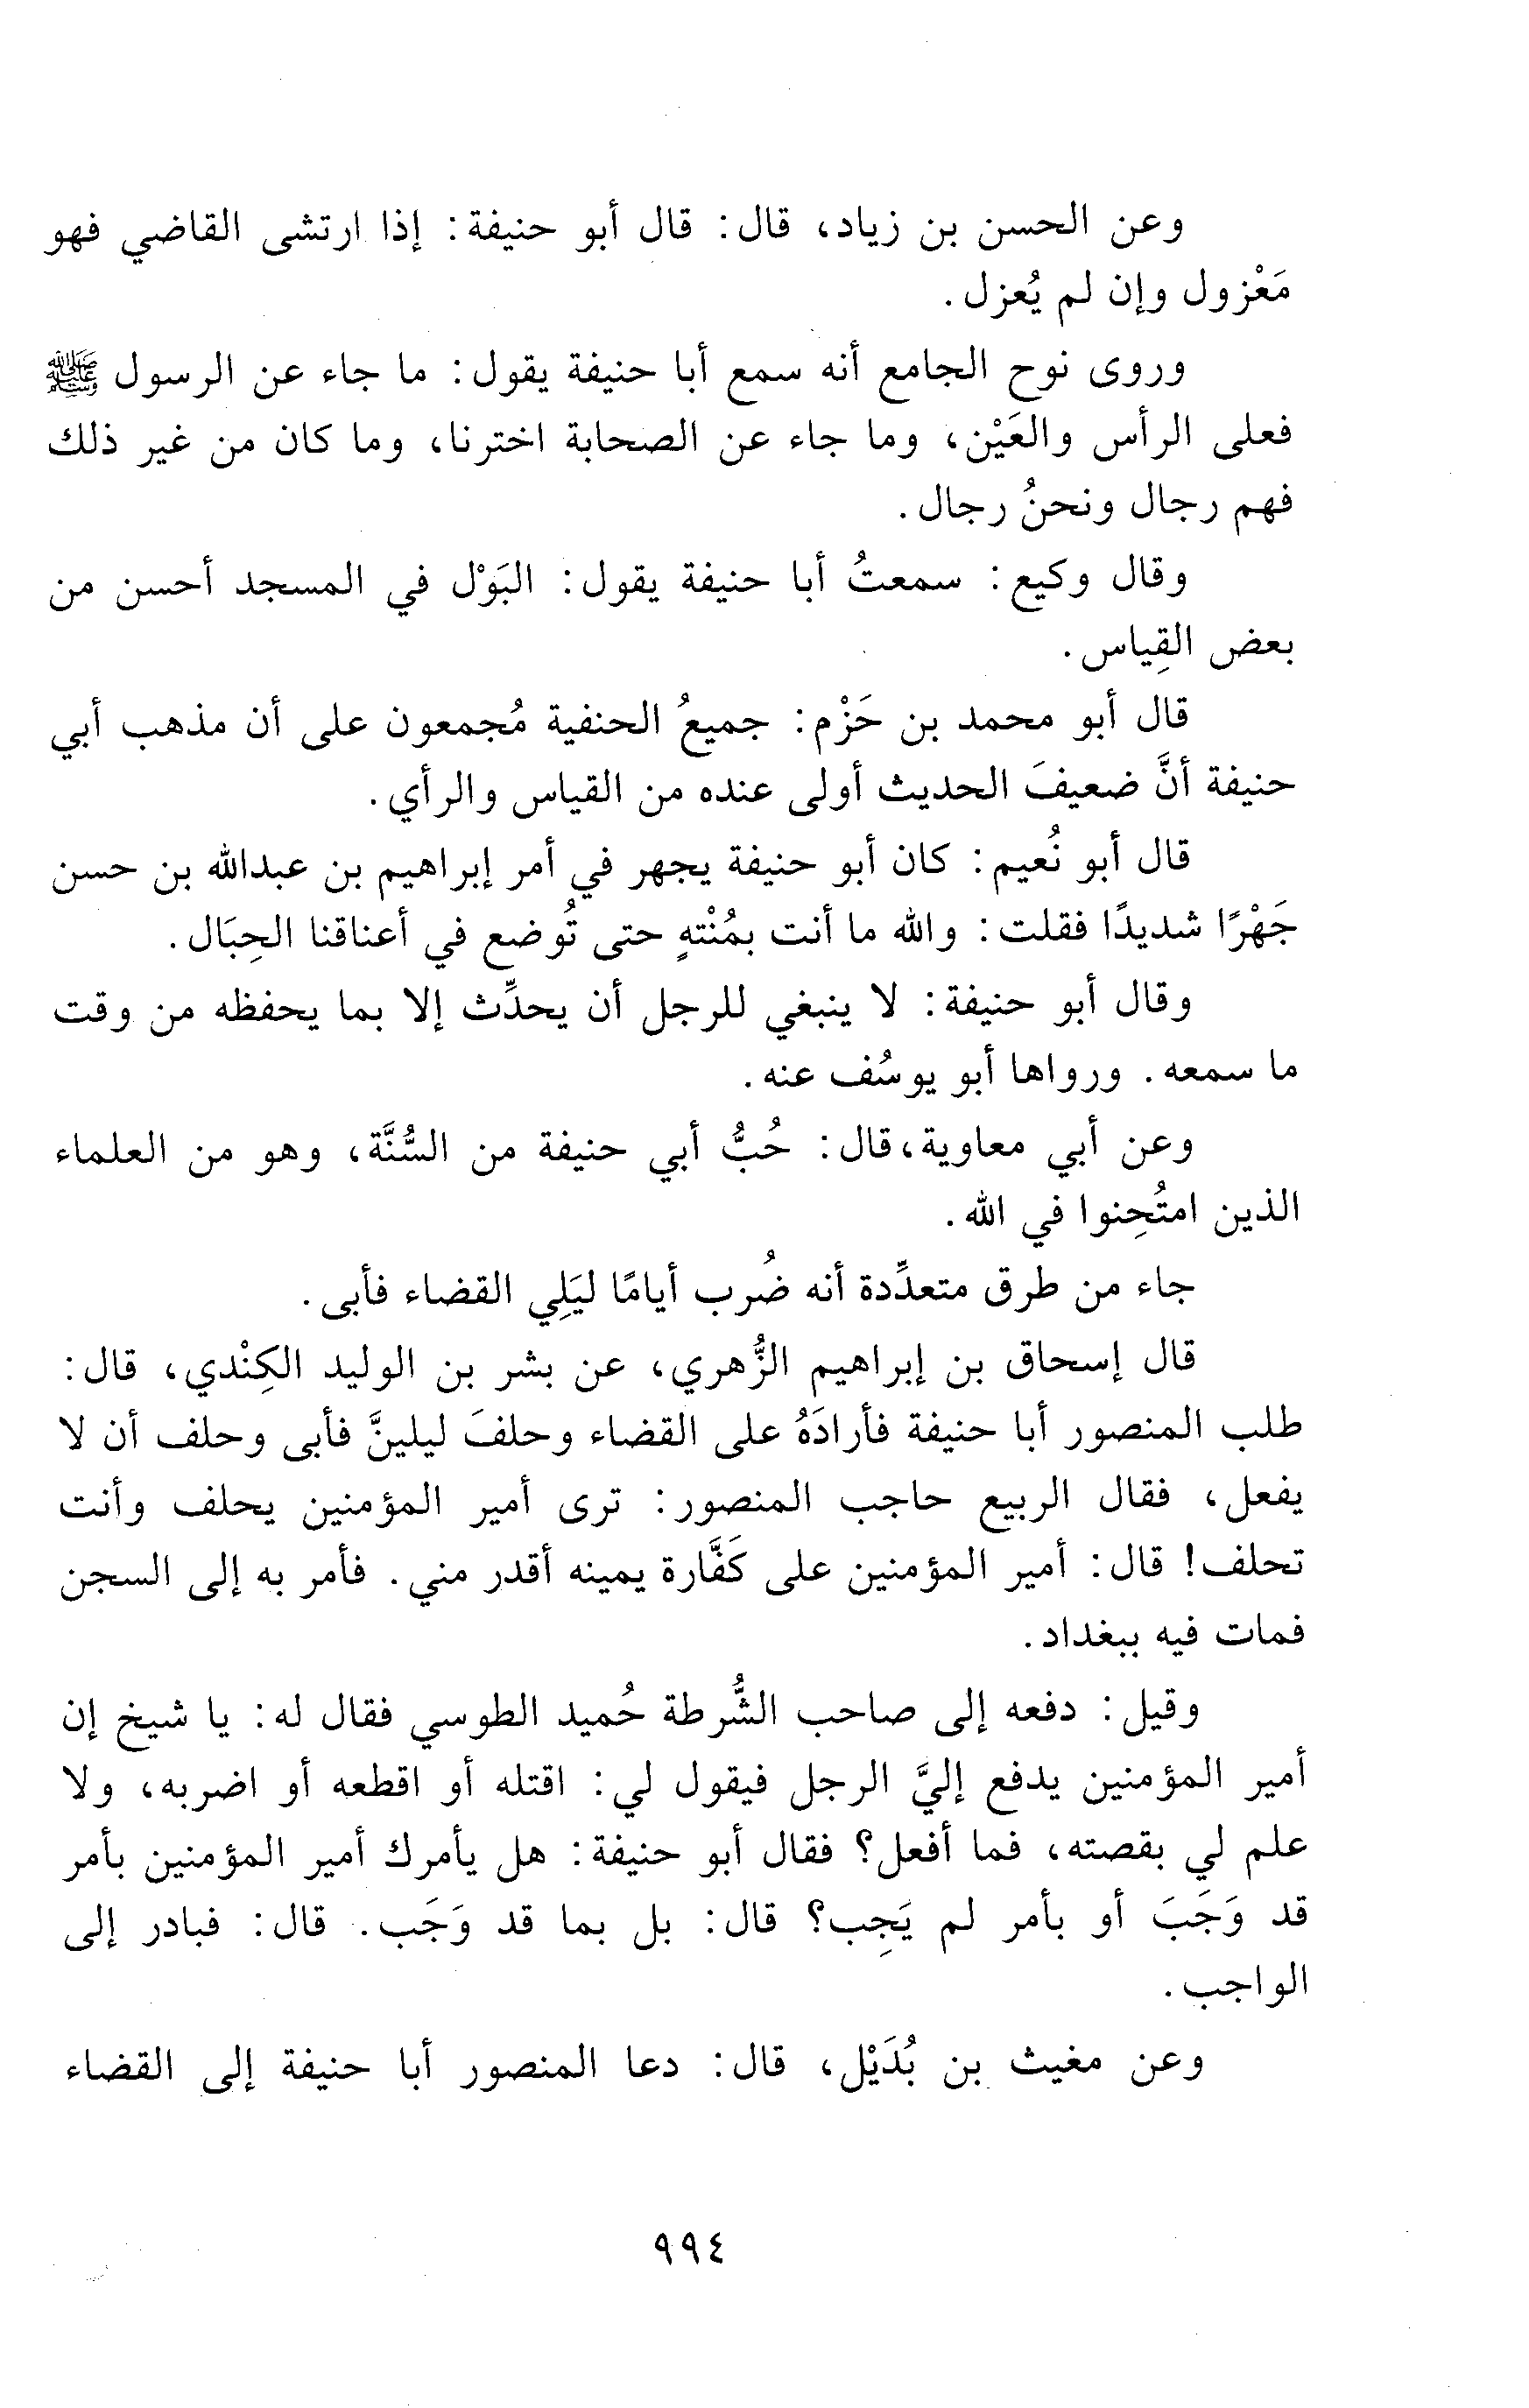 وعن الحسن بن زياد، قال: قال أبو حنيفة: إذا ارتشى القاضي فهو
مَعْزول وإن لم يُعزل.
وروى نوح الجامع أنه سمع أبا حنيفة يقول: ما جاء عن الرسول ﷺ
فعلى الرأس والعَيْن، وما جاء عن الصحابة اخترنا، وما كان من غير ذلك
فهم رجال ونحنُ رجال.
وقال وكيع: سمعتُ أبا حنيفة يقول: البَوْل في المسجد أحسن من
بعض القِياس.
قال أبو محمد بن حَزْم: جميعُ الحنفية مُجمعون على أن مذهب أبي
حنيفة أنَّ ضعيفَ الحديث أولى عنده من القياس والرأي.
قال أبو نُعيم: كان أبو حنيفة يجهر في أمر إبراهيم بن عبدالله بن حسن
جَهْرًا شديدًا فقلت: والله ما أنت بمُنْتهٍ حتى تُوضع في أعناقنا الحِبَال.
وقال أبو حنيفة: لا ينبغي للرجل أن يحدِّث إلا بما يحفظه من وقت
ما سمعه. ورواها أبو يوسُف عنه.
وعن أبي معاوية، قال: حُبُّ أبي حنيفة من السُّنَّة، وهو من العلماء
الذين امتُحِنوا في الله.
جاء من طرق متعدِّدة أنه ضُرب أيامًا ليَلِي القضاء فأبى.
قال إسحاق بن إبراهيم الزُّهري، عن بشر بن الوليد الكِنْدي، قال:
طلب المنصور أبا حنيفة فأرادَهُ على القضاء وحلفَ ليلينَّ فأبى وحلف أن لا
يفعل، فقال الربيع حاجب المنصور: ترى أمير المؤمنين يحلف وأنت
تحلف! قال: أمير المؤمنين على كَفَّارة يمينه أقدر مني. فأمر به إلى السجن
فمات فيه ببغداد.
وقيل: دفعه إلى صاحب الشُّرطة حُميد الطوسي فقال له: يا شيخ إن
أمير المؤمنين يدفع إليَّ الرجل فيقول لي: اقتله أو اقطعه أو اضربه، ولا
علم لي بقصته، فما أفعل؟ فقال أبو حنيفة: هل يأمرك أمير المؤمنين بأمر
قد وَجَبَ أو بأمر لم يَجِب؟ قال: بل بما قد وَجَب. قال: فبادر إلى
الواجب.
وعن مغيث بن بُدَيْل، قال: دعا المنصور أبا حنيفة إلى القضاء
٩٩٤